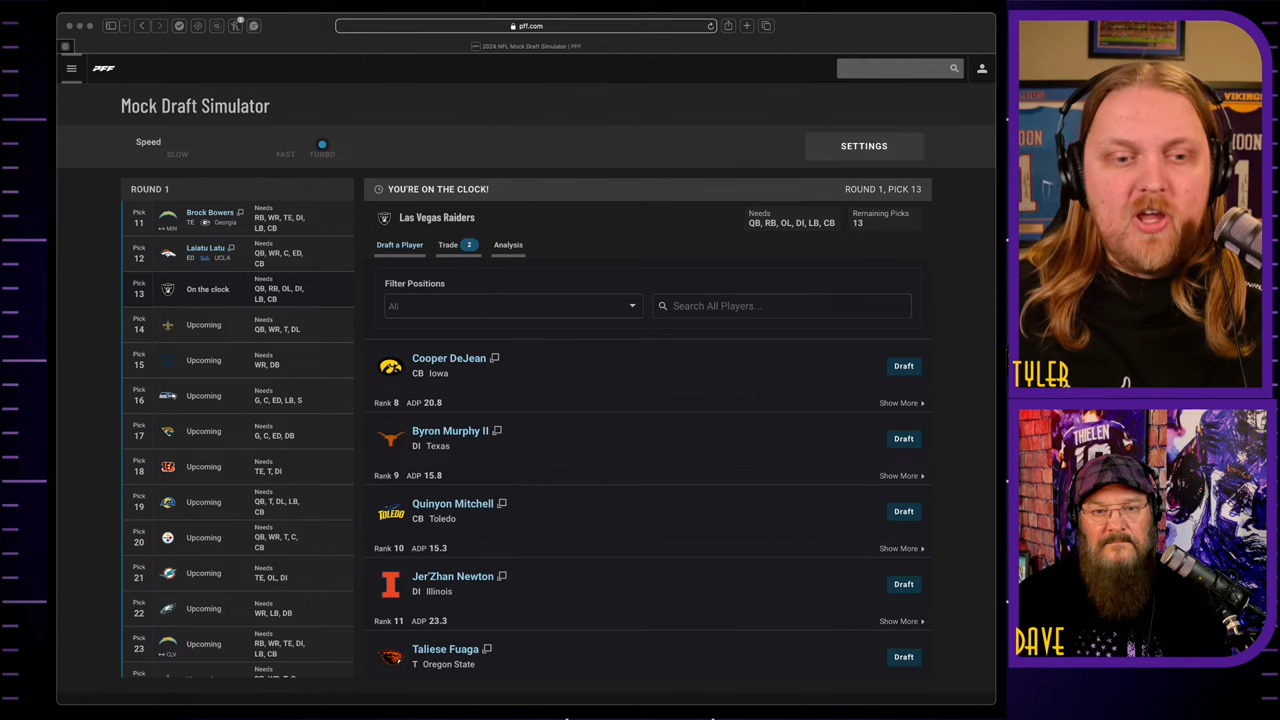 pff.com
2024 NFL Mock Draft Simulator | PFF
PFF
Mock Draft Simulator
Speed
SLOW
FAST
TURBO
SETTINGS
ROUND 1
Pick 11
MIN
Brock Bowers
TE Georgia
Needs
RB, WR, TE, DI,
LB, CB
Pick 12
Laiatu Latu
ED UCLA
Needs
QB, WR, C, ED,
CB
Pick 13
On the clock
Needs
QB, RB, OL, DI,
LB, CB
Pick 14
Upcoming
Needs
QB, WR, T, DL
Pick 15
Upcoming
Needs
WR, DB
Pick 16
Upcoming
Needs
G, C, ED, LB, S
Pick 17
Upcoming
Needs
G, C, ED, DB
Pick 18
Upcoming
Needs
TE, T, DI
Pick 19
Upcoming
Needs
QB, T, DL, LB,
CB
Pick 20
Upcoming
Needs
QB, WR, T, C,
CB
Pick 21
Upcoming
Needs
TE, OL, DI
Pick 22
Upcoming
Needs
WR, LB, DB
Pick 23
CLV
Upcoming
Needs
RB, WR, TE, DI,
LB, CB
YOU'RE ON THE CLOCK!
ROUND 1, PICK 13
Las Vegas Raiders
Needs
QB, RB, OL, DI, LB, CB
Remaining Picks
13
Draft a Player
Trade 2
Analysis
Filter Positions
All
Search All Players...
Cooper DeJean
CB Iowa
Draft
Rank 8 ADP 20.8
Show More
Byron Murphy II
DI Texas
Draft
Rank 9 ADP 15.8
Show More
TOLEDO
Quinyon Mitchell
CB Toledo
Draft
Rank 10 ADP 15.3
Show More
Jer'Zhan Newton
DI Illinois
Draft
Rank 11 ADP 23.3
Show More
Taliese Fuaga
T Oregon State
Draft
VIKINGS
OON
1
TYLER
THIELEN
DAVE